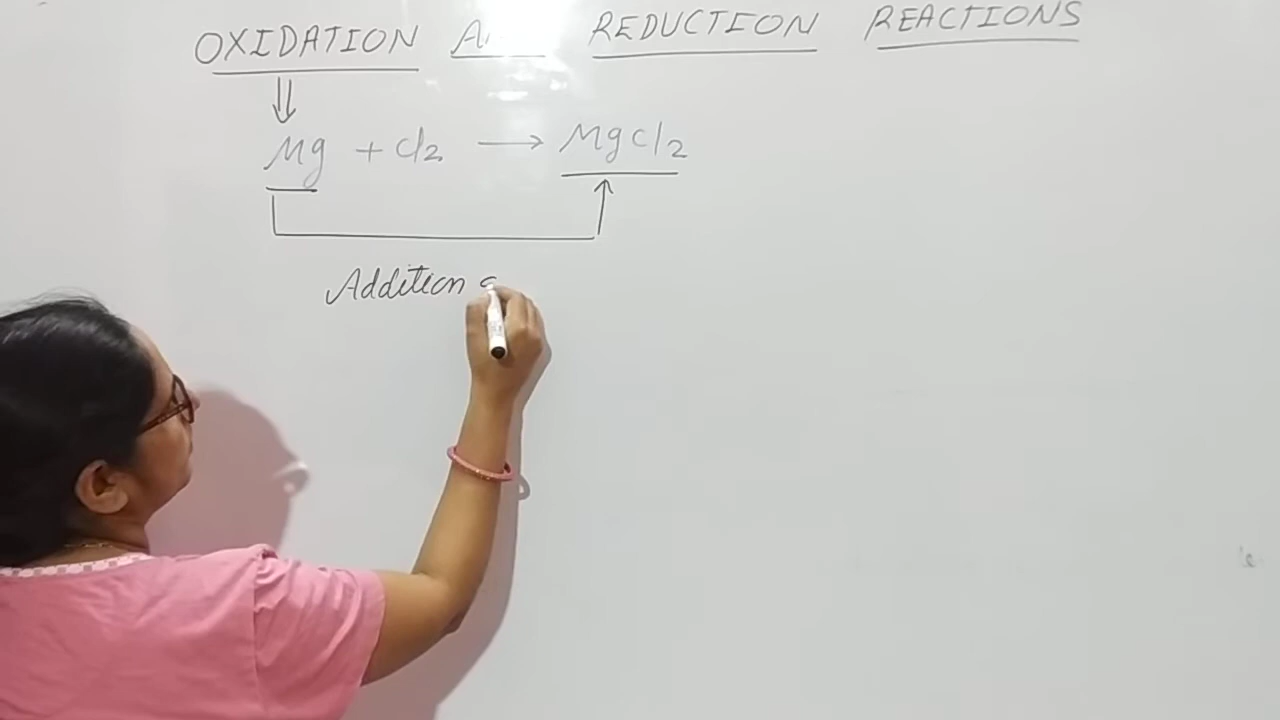 OXIDATION REDUCTION REACTIONS
Mg + Cl2 → MgCl2
Addition